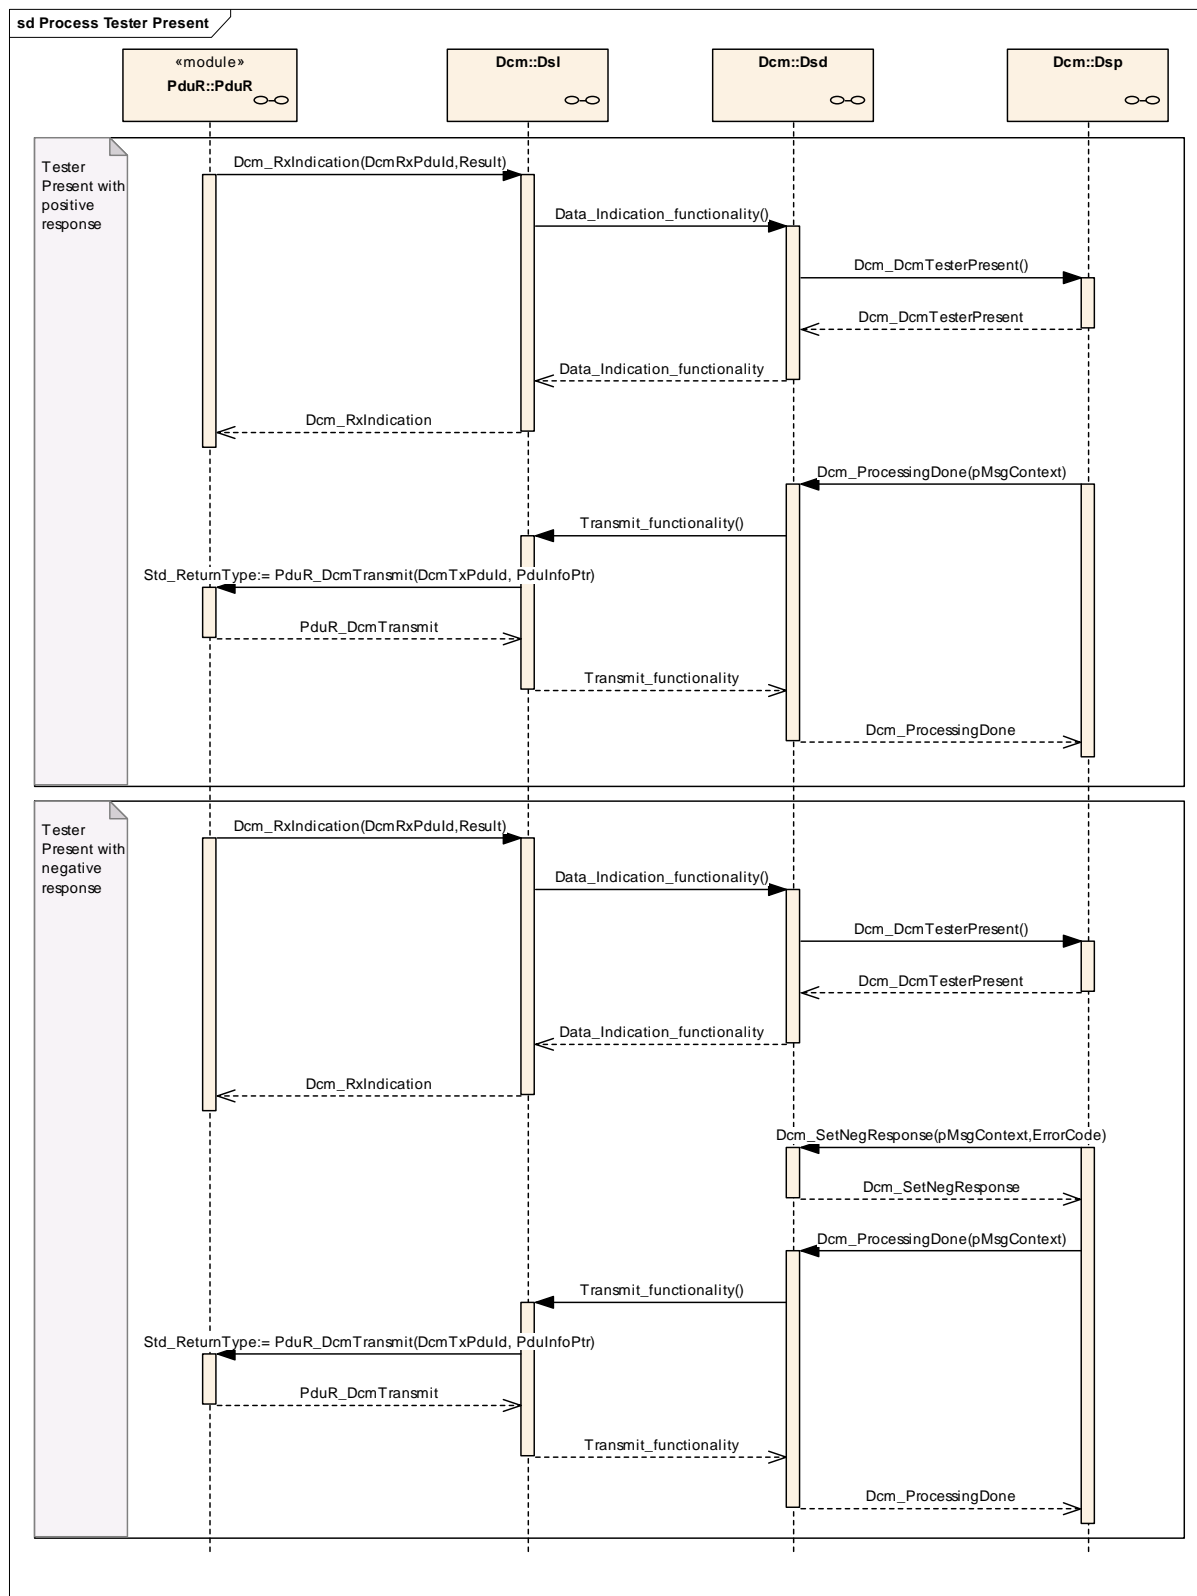 sd Process Tester Present
«module»
PduR::PduR
Dcm::Dsl
Dcm::Dsd
Dcm::Dsp
Tester
Present with
positive
response
Dcm_RxIndication(DcmRxPduId,Result)
Data_Indication_functionality()
Dcm_DcmTesterPresent()
Dcm_DcmTesterPresent
Data_Indication_functionality
Dcm_RxIndication
Dcm_ProcessingDone(pMsgContext)
Transmit_functionality()
Std_ReturnType:= PduR_DcmTransmit(DcmTxPduId, PduInfoPtr)
PduR_DcmTransmit
Transmit_functionality
Dcm_ProcessingDone
Tester
Present with
negative
response
Dcm_RxIndication(DcmRxPduId,Result)
Data_Indication_functionality()
Dcm_DcmTesterPresent()
Dcm_DcmTesterPresent
Data_Indication_functionality
Dcm_RxIndication
Dcm_SetNegResponse(pMsgContext,ErrorCode)
Dcm_SetNegResponse
Dcm_ProcessingDone(pMsgContext)
Transmit_functionality()
Std_ReturnType:= PduR_DcmTransmit(DcmTxPduId, PduInfoPtr)
PduR_DcmTransmit
Transmit_functionality
Dcm_ProcessingDone